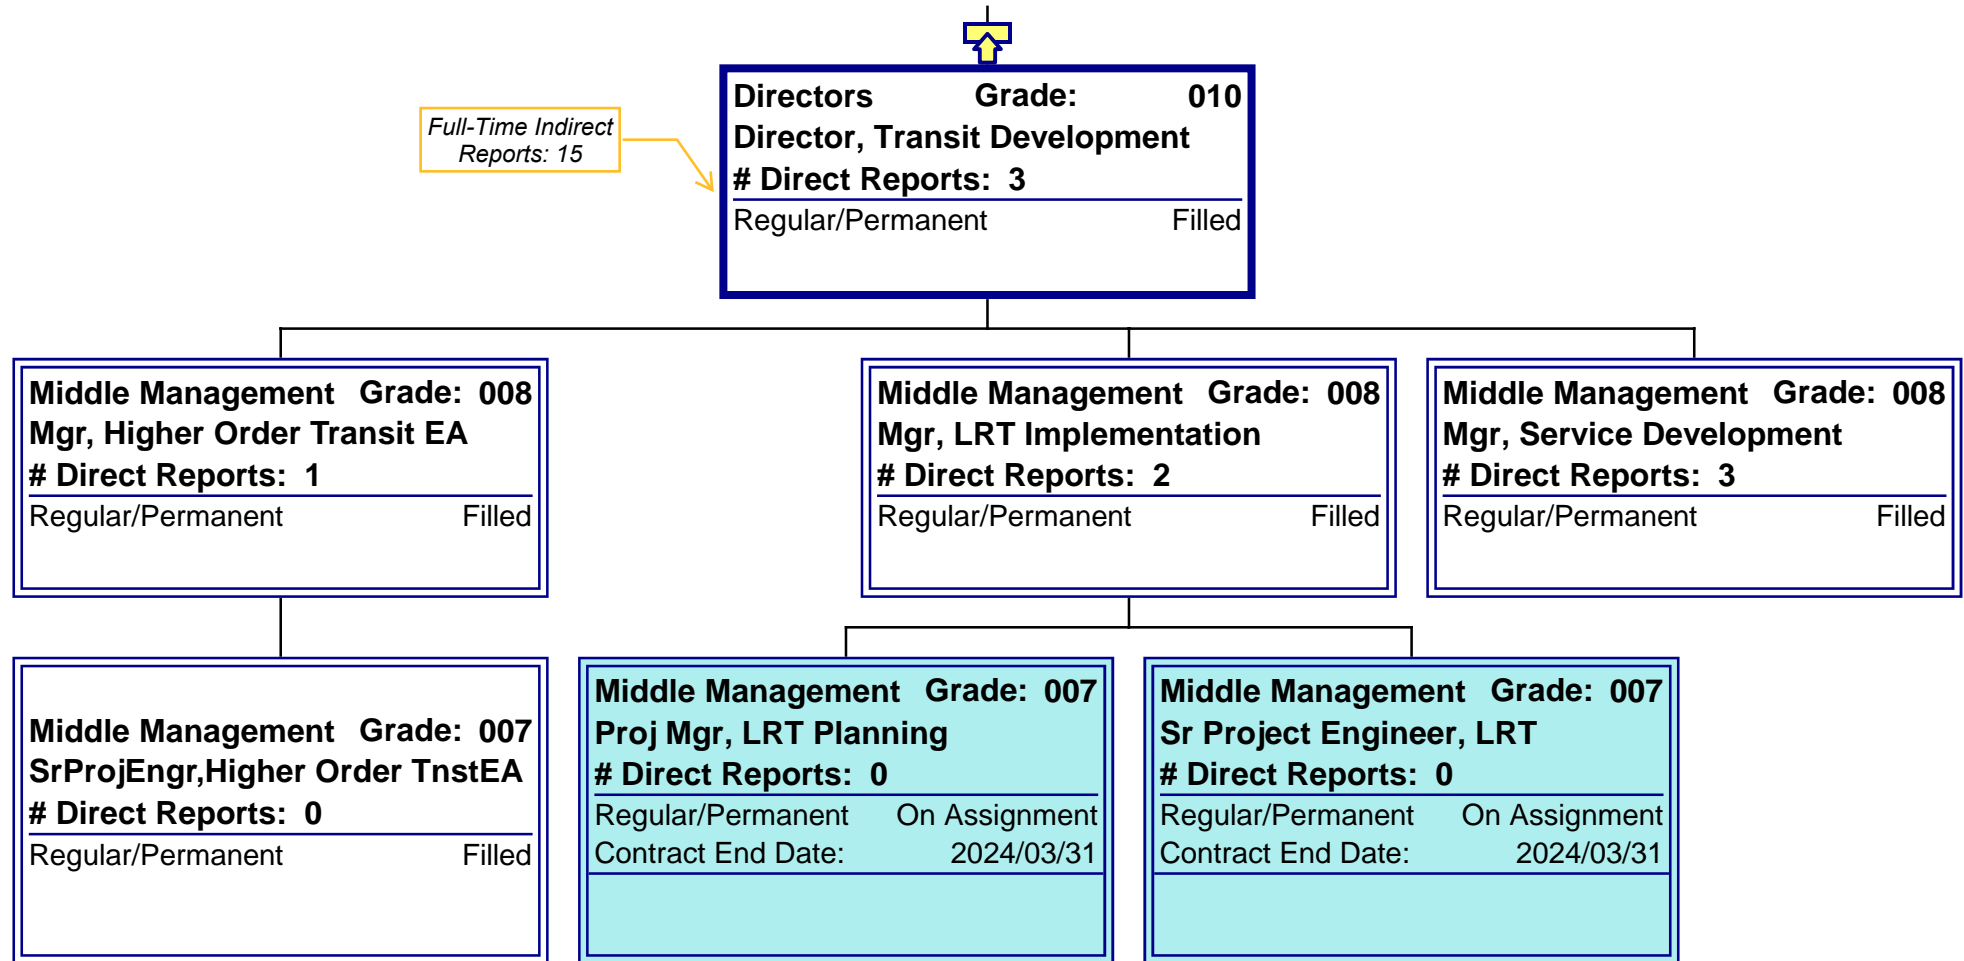 Full-Time Indirect
Reports: 15
Directors Grade: 010
Director, Transit Development
# Direct Reports: 3
Regular/Permanent Filled
Middle Management Grade: 008
Mgr, Higher Order Transit EA
# Direct Reports: 1
Regular/Permanent Filled
Middle Management Grade: 008
Mgr, LRT Implementation
# Direct Reports: 2
Regular/Permanent Filled
Middle Management Grade: 008
Mgr, Service Development
# Direct Reports: 3
Regular/Permanent Filled
Middle Management Grade: 007
SrProjEngr,Higher Order TnstEA
# Direct Reports: 0
Regular/Permanent Filled
Middle Management Grade: 007
Proj Mgr, LRT Planning
# Direct Reports: 0
Regular/Permanent On Assignment
Contract End Date: 2024/03/31
Middle Management Grade: 007
Sr Project Engineer, LRT
# Direct Reports: 0
Regular/Permanent On Assignment
Contract End Date: 2024/03/31